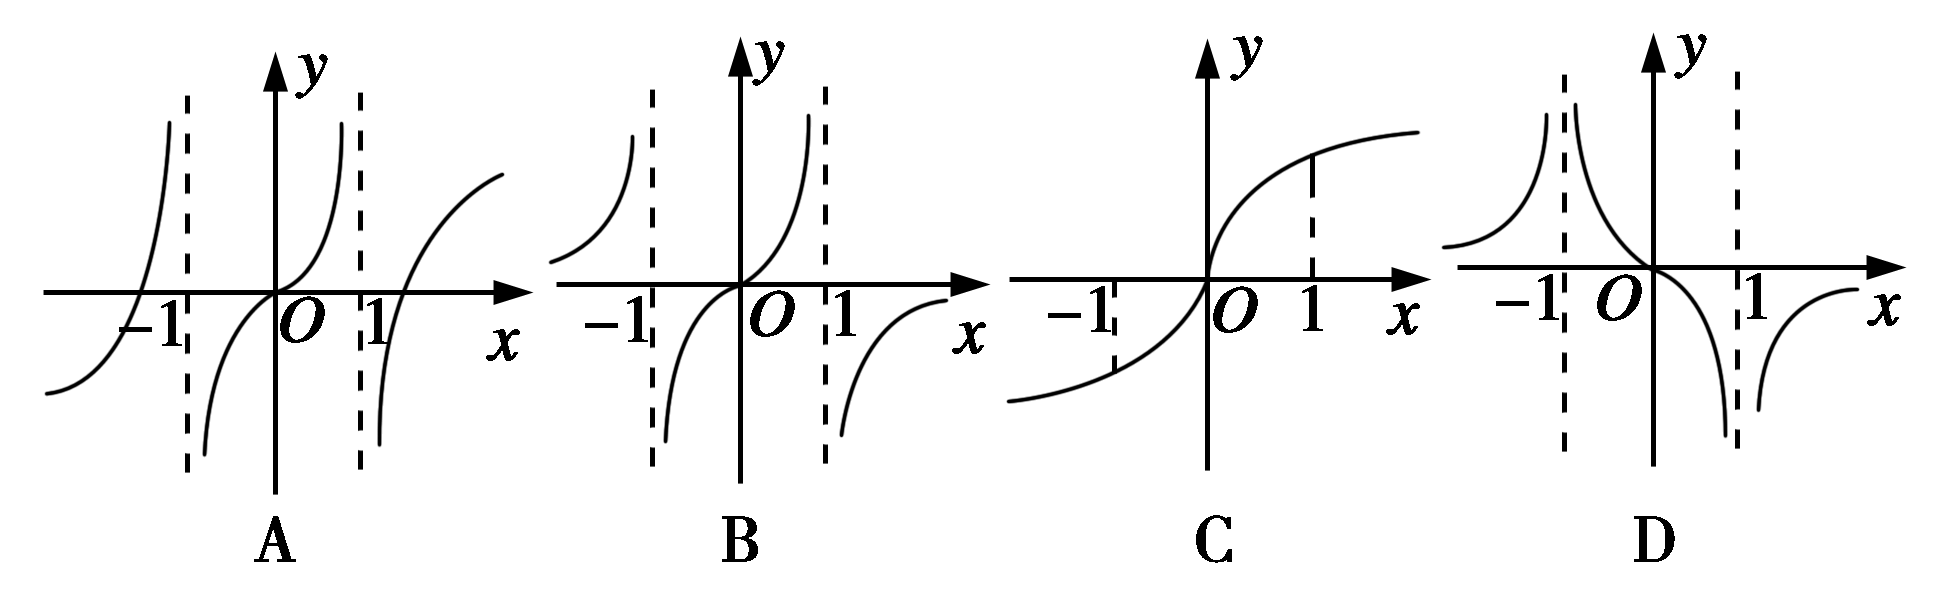 y y y y
−1 O 1 x −1 O 1 x −1 O 1 x −1 O 1 x
A B C D